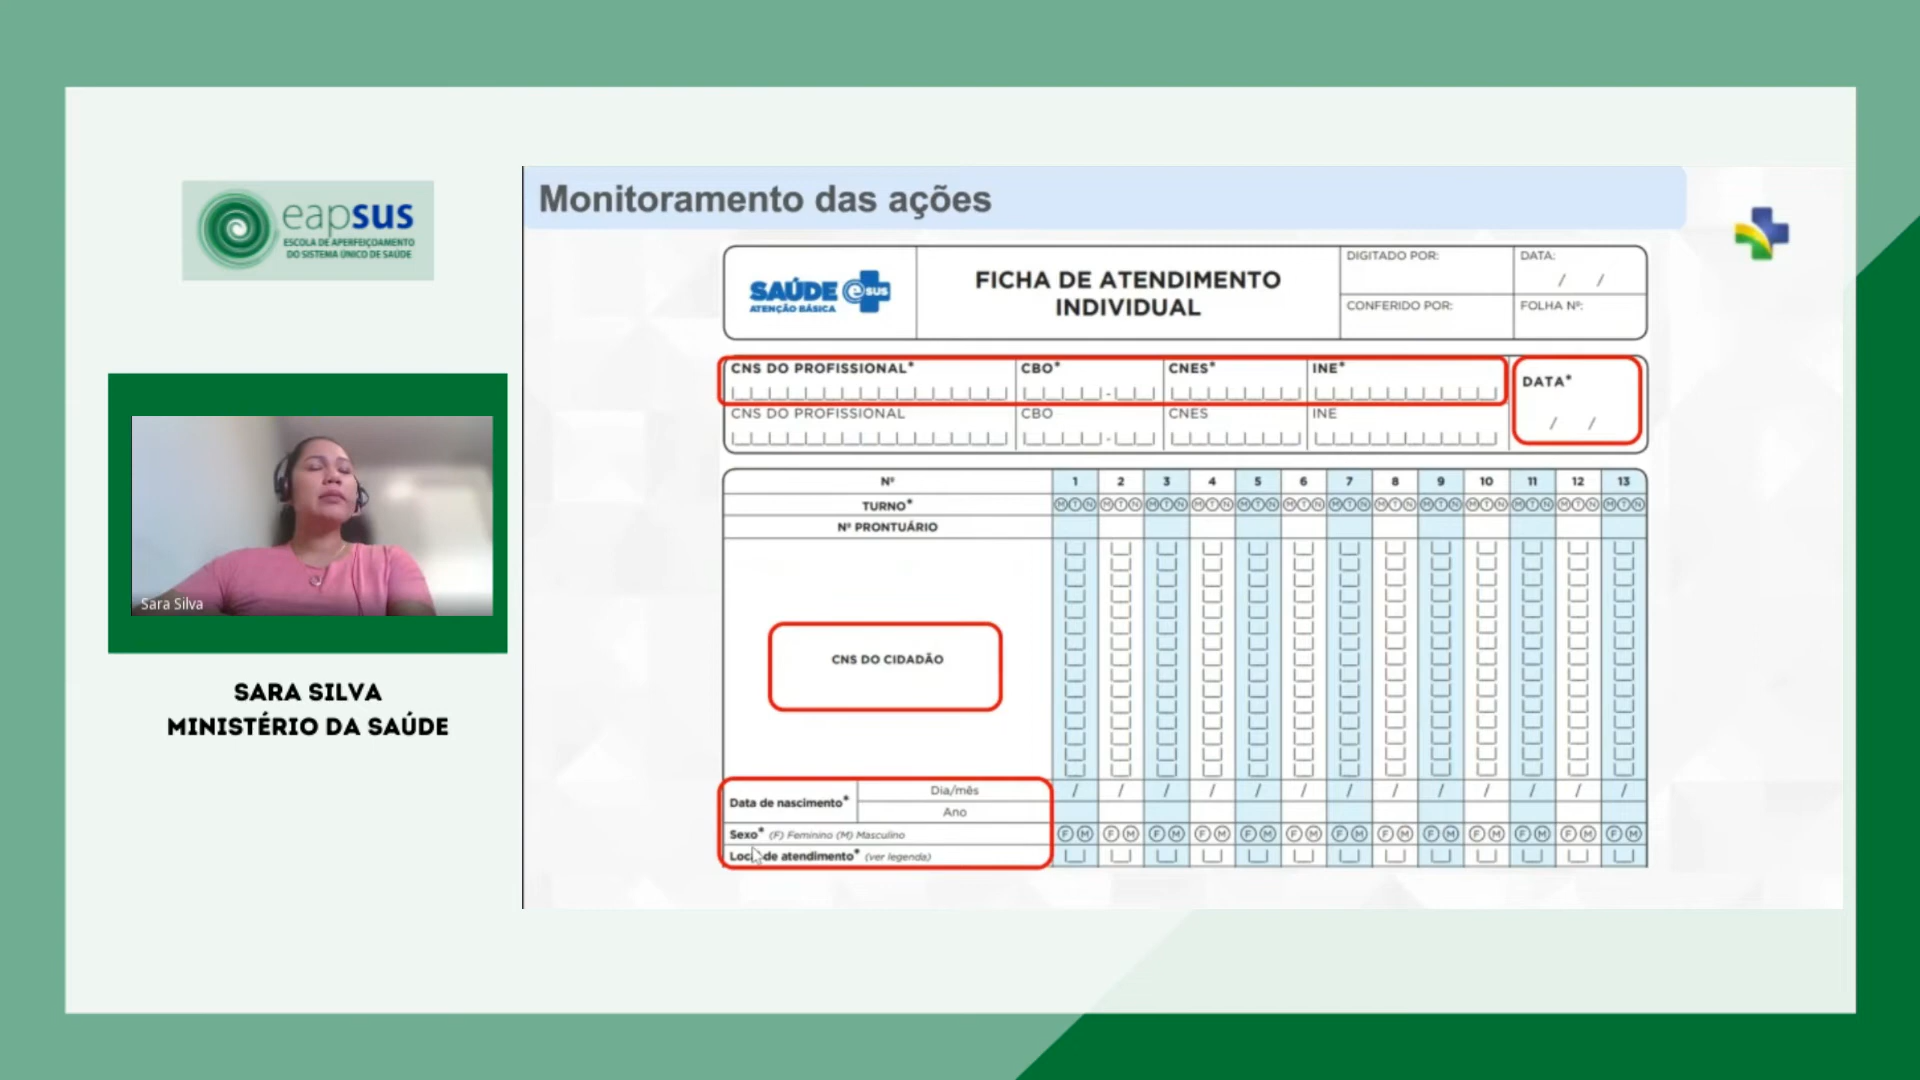 eapsus
ESCOLA DE APERFEIÇOAMENTO
DO SISTEMA ÚNICO DE SAÚDE
Sara Silva
SARA SILVA
MINISTÉRIO DA SAÚDE
Monitoramento das ações
SAÚDE e SUS
ATENÇÃO BÁSICA
FICHA DE ATENDIMENTO
INDIVIDUAL
DIGITADO POR:
DATA:
/ /
CONFERIDO POR:
FOLHA Nº:
CNS DO PROFISSIONAL* CBO* CNES* INE*
DATA*
/ /
CNS DO PROFISSIONAL CBO CNES INE
Nº 1 2 3 4 5 6 7 8 9 10 11 12 13
TURNO* M T N M T N M T N M T N M T N M T N M T N M T N M T N M T N M T N M T N M T N
Nº PRONTUÁRIO
CNS DO CIDADÃO
Data de nascimento*
Dia/mês / / / / / / / / / / / / /
Ano
Sexo* (F) Feminino (M) Masculino F M F M F M F M F M F M F M F M F M F M F M F M F M
Local de atendimento* (ver legenda)